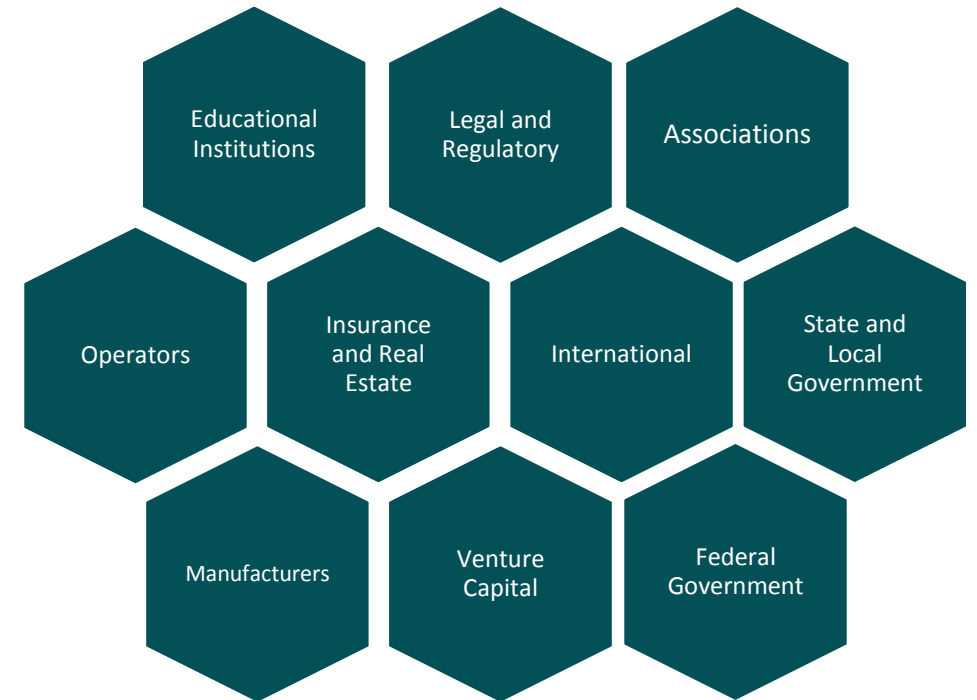 Educational
Institutions
Legal and
Regulatory
Associations
Operators
Insurance
and Real
Estate
International
State and
Local
Government
Manufacturers
Venture
Capital
Federal
Government